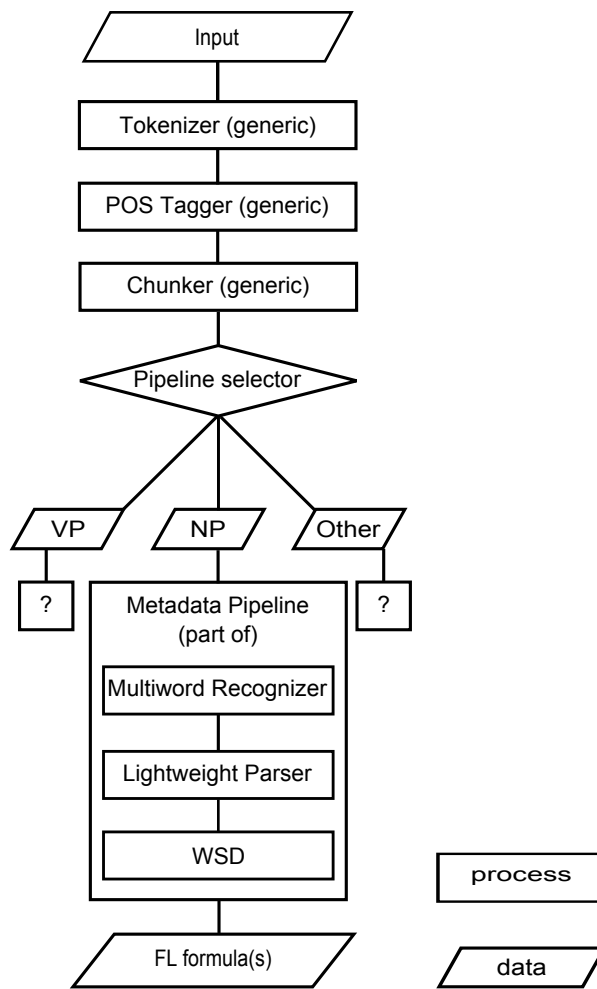 Input
Tokenizer (generic)
POS Tagger (generic)
Chunker (generic)
Pipeline selector
VP
NP
Other
?
?
Metadata Pipeline
(part of)
Multiword Recognizer
Lightweight Parser
WSD
process
FL formula(s)
data